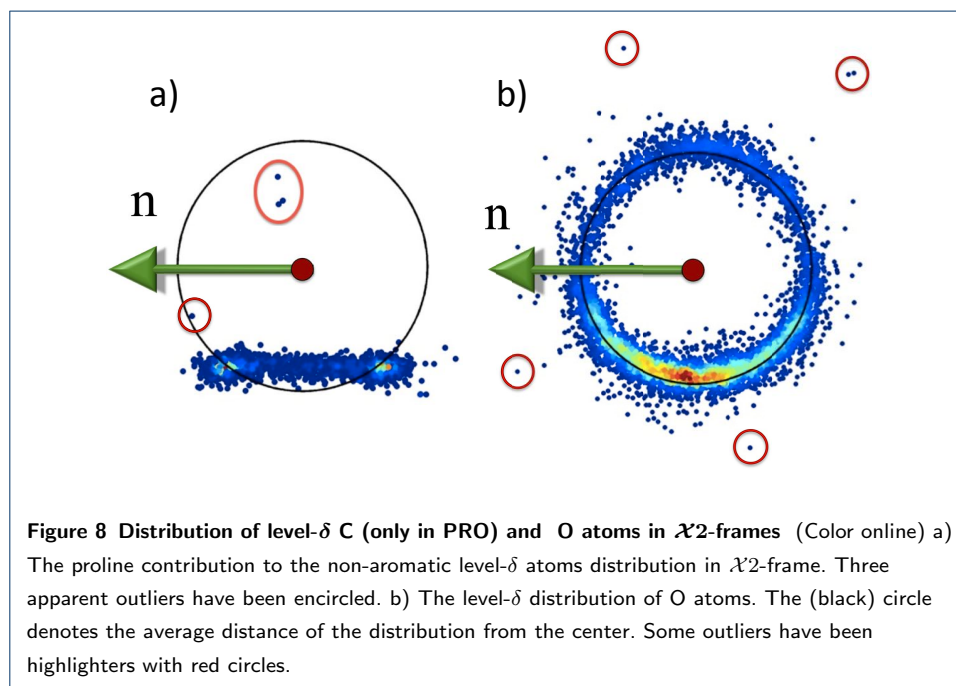 a)
b)
n
n
Figure 8 Distribution of level-δ C (only in PRO) and O atoms in 𝒳2-frames (Color online) a)
The proline contribution to the non-aromatic level-δ atoms distribution in 𝒳2-frame. Three
apparent outliers have been encircled. b) The level-δ distribution of O atoms. The (black) circle
denotes the average distance of the distribution from the center. Some outliers have been
highlighters with red circles.